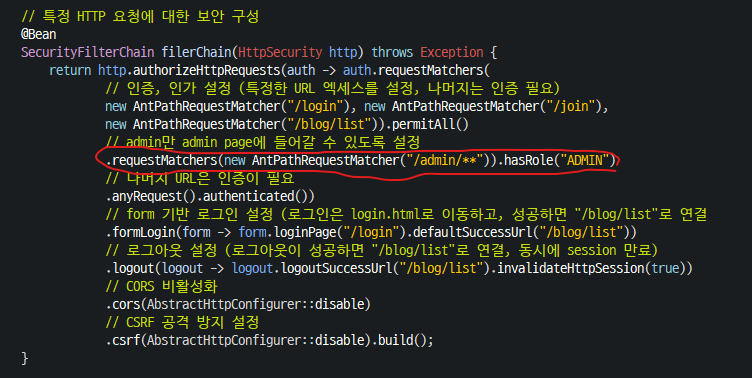 // 특정 HTTP 요청에 대한 보안 구성
@Bean
SecurityFilterChain filerChain(HttpSecurity http) throws Exception {
return http.authorizeHttpRequests(auth -> auth.requestMatchers(
// 인증, 인가 설정 (특정한 URL 엑세스를 설정, 나머지는 인증 필요)
new AntPathRequestMatcher("/login"), new AntPathRequestMatcher("/join"),
new AntPathRequestMatcher("/blog/list")).permitAll()
// admin만 admin page에 들어갈 수 있도록 설정
.requestMatchers(new AntPathRequestMatcher("/admin/**")).hasRole("ADMIN")
// 나머지 URL은 인증이 필요
.anyRequest().authenticated())
// form 기반 로그인 설정 (로그인은 login.html로 이동하고, 성공하면 "/blog/list"로 연결
.formLogin(form -> form.loginPage("/login").defaultSuccessUrl("/blog/list"))
// 로그아웃 설정 (로그아웃이 성공하면 "/blog/list"로 연결, 동시에 session 만료)
.logout(logout -> logout.logoutSuccessUrl("/blog/list").invalidateHttpSession(true))
// CORS 비활성화
.cors(AbstractHttpConfigurer::disable)
// CSRF 공격 방지 설정
.csrf(AbstractHttpConfigurer::disable).build();
}